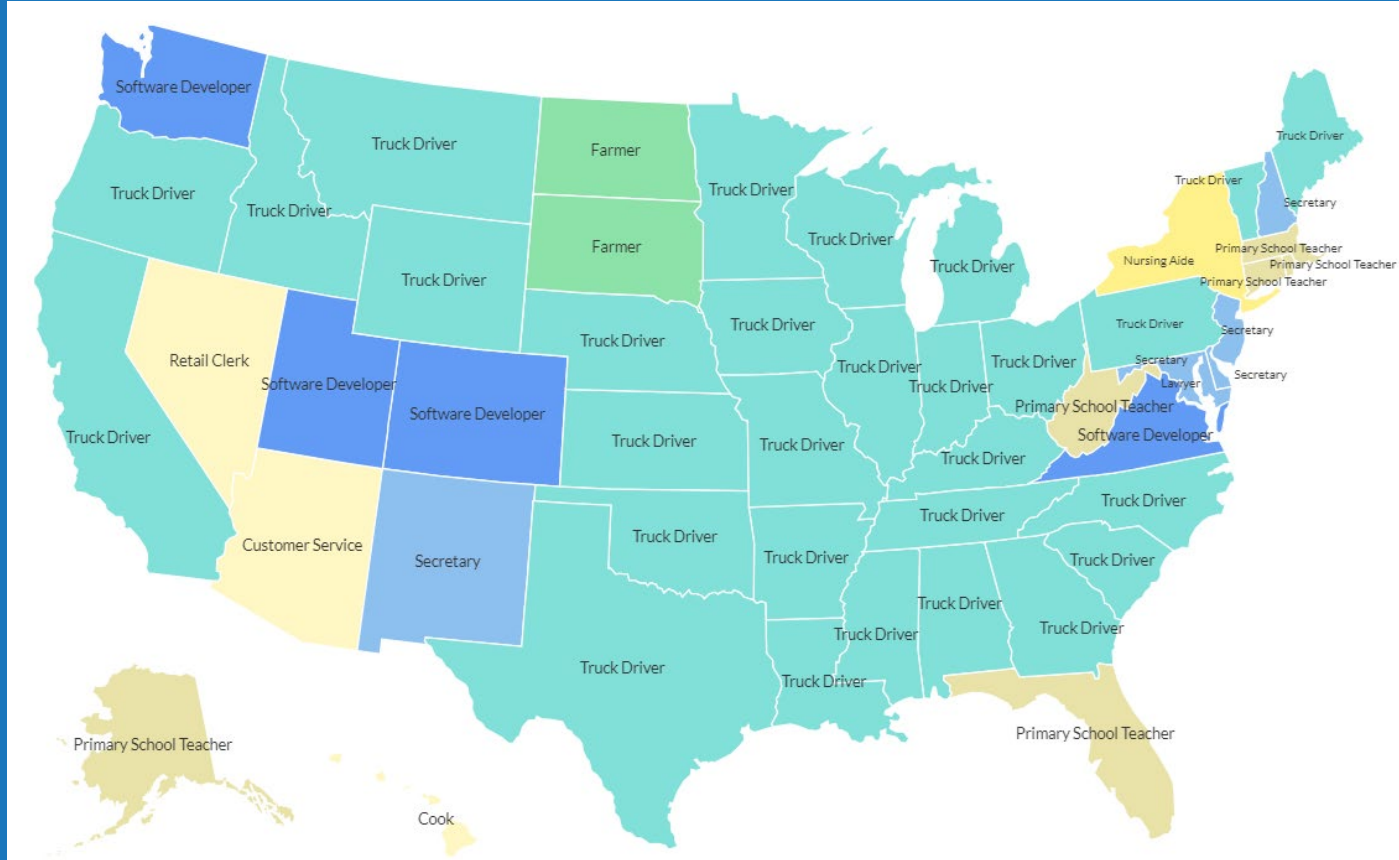 Software Developer
Truck Driver
Farmer
Truck Driver
Truck Driver
Truck Driver
Truck Driver
Secretary
Truck Driver
Truck Driver
Farmer
Primary School Teacher
Nursing Aide
Primary School Teacher
Truck Driver
Truck Driver
Primary School Teacher
Truck Driver
Truck Driver
Secretary
Truck Driver
Retail Clerk
Secretary
Truck Driver
Truck Driver
Secretary
Software Developer
Lawyer
Truck Driver
Primary School Teacher
Software Developer
Truck Driver
Software Developer
Truck Driver
Truck Driver
Truck Driver
Truck Driver
Truck Driver
Truck Driver
Truck Driver
Customer Service
Truck Driver
Truck Driver
Secretary
Truck Driver
Truck Driver
Truck Driver
Truck Driver
Truck Driver
Primary School Teacher
Primary School Teacher
Cook